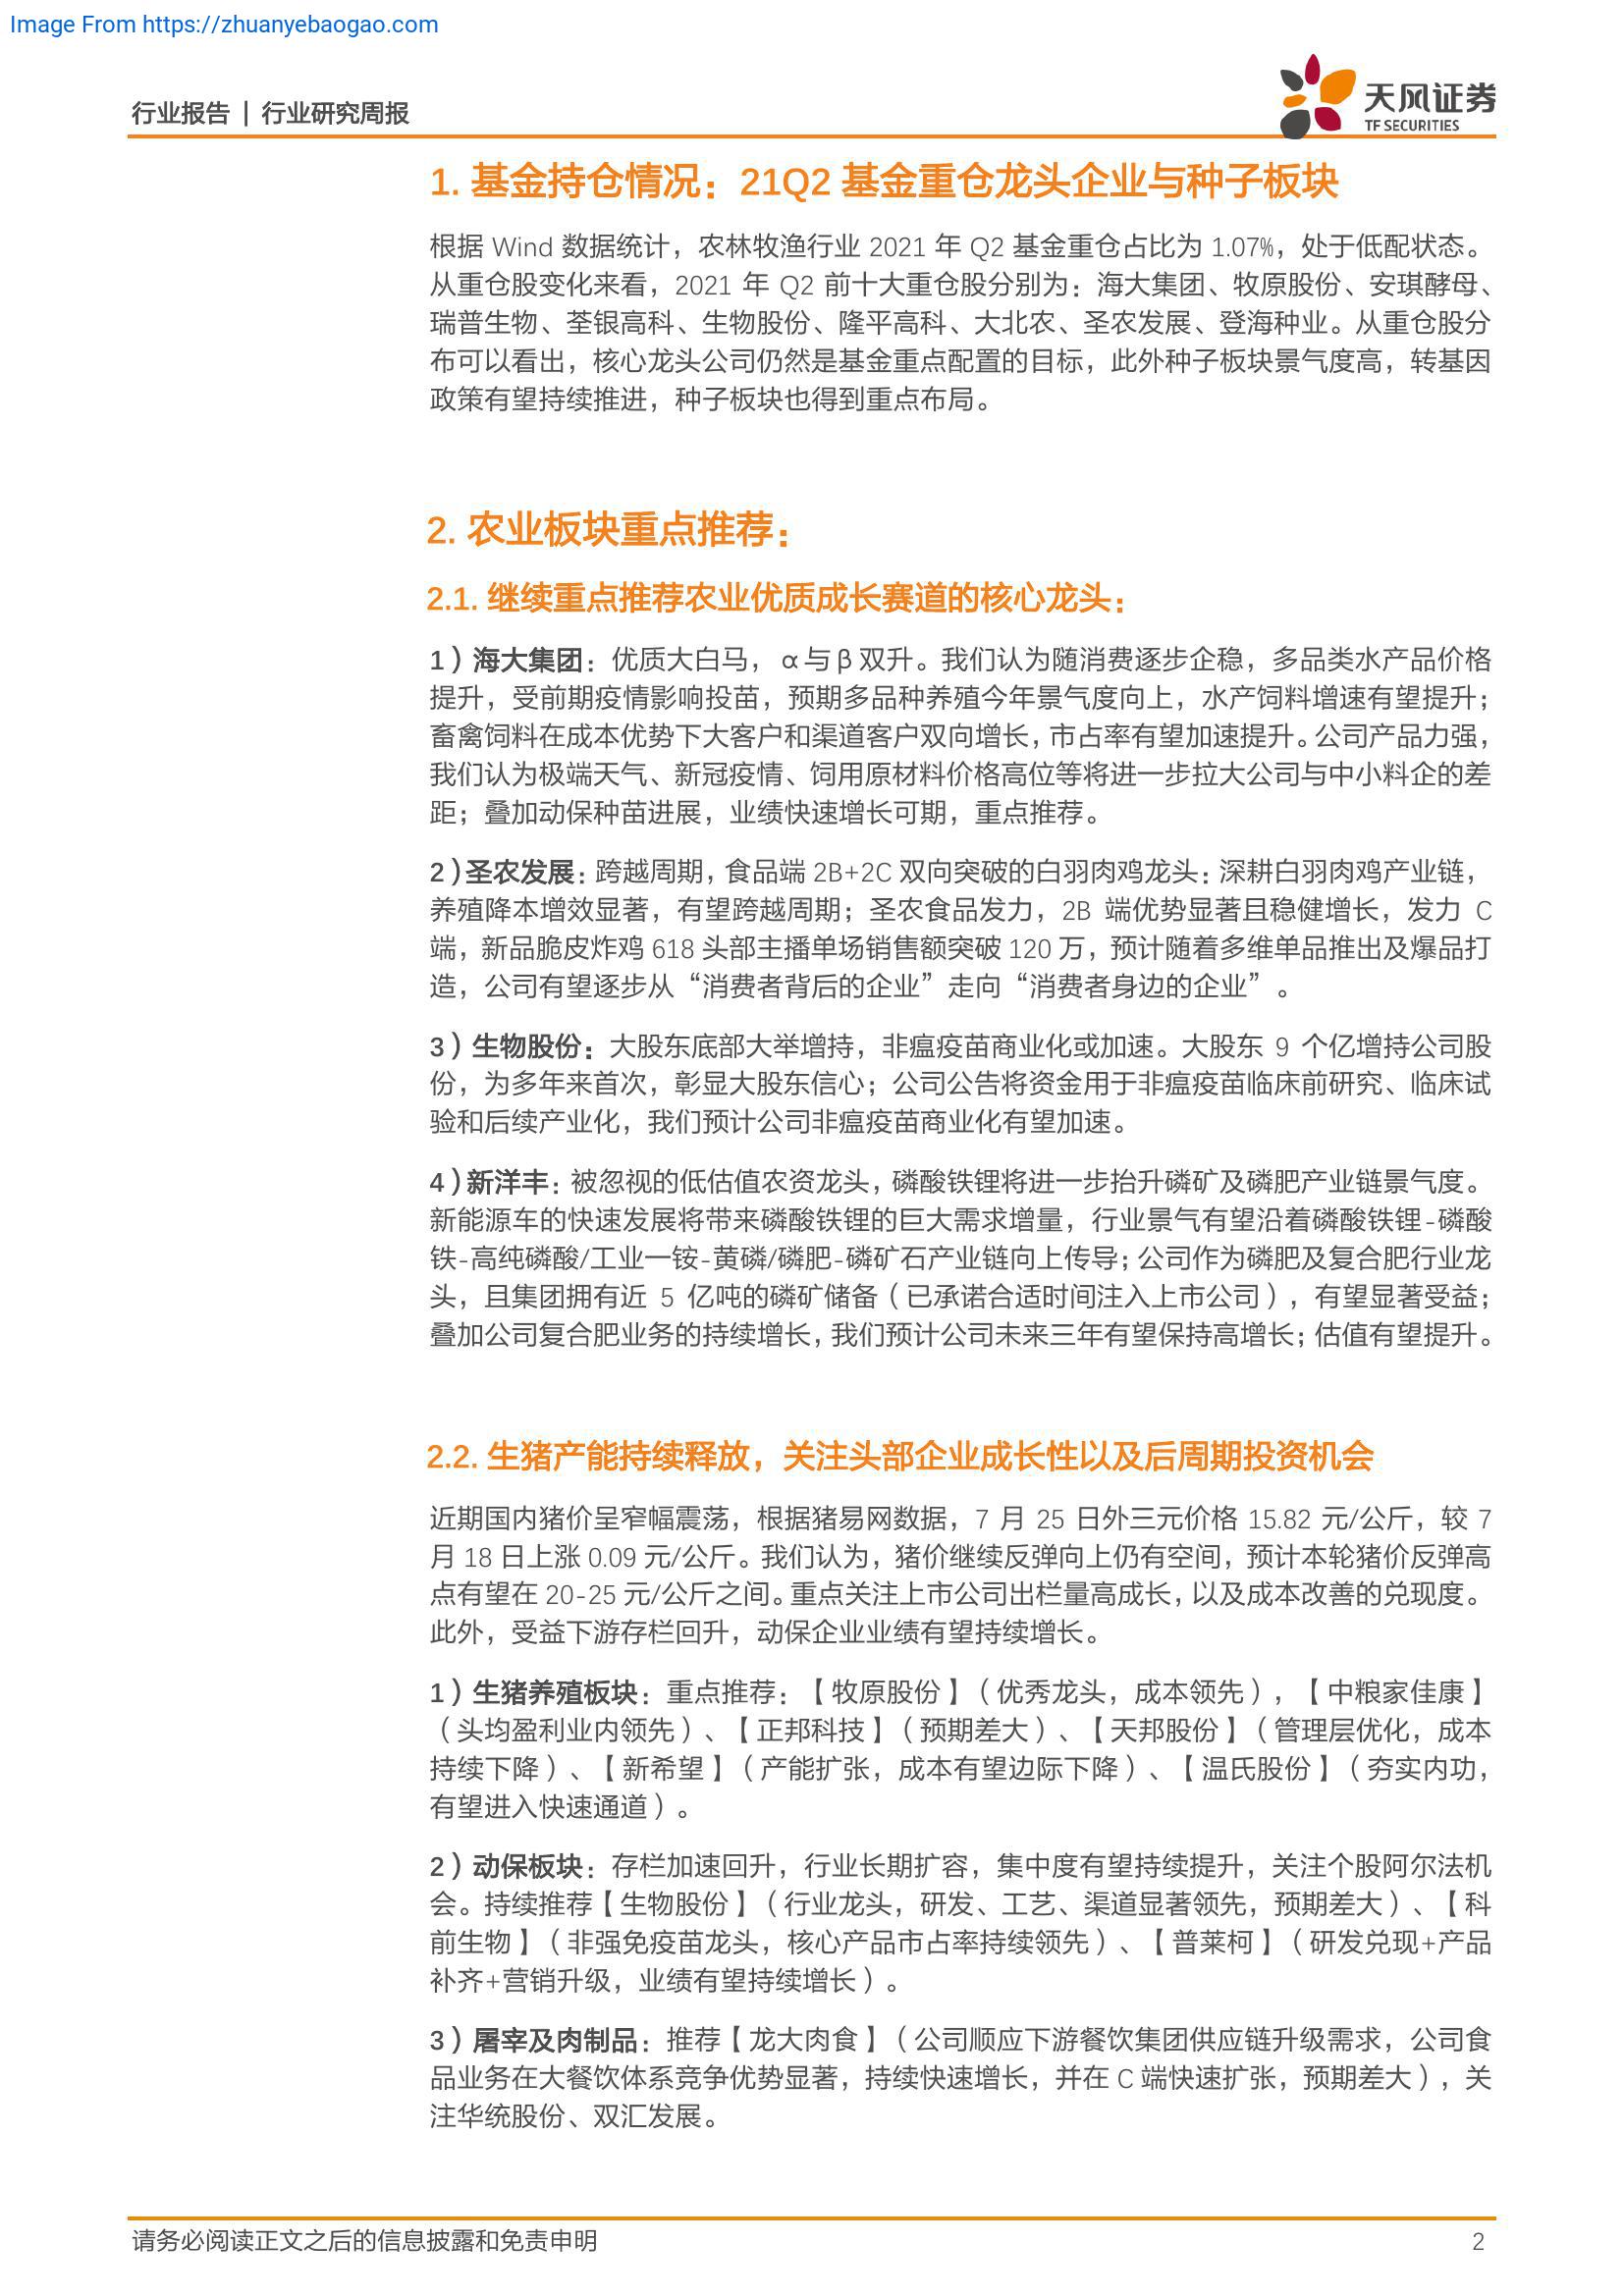 Image From https://zhuanyebaogao.com
行业报告 | 行业研究周报
天风证券
TF SECURITIES
1. 基金持仓情况：21Q2 基金重仓龙头企业与种子板块
根据 Wind 数据统计，农林牧渔行业 2021 年 Q2 基金重仓占比为 1.07%，处于低配状态。
从重仓股变化来看，2021 年 Q2 前十大重仓股分别为：海大集团、牧原股份、安琪酵母、
瑞普生物、荃银高科、生物股份、隆平高科、大北农、圣农发展、登海种业。从重仓股分
布可以看出，核心龙头公司仍然是基金重点配置的目标，此外种子板块景气度高，转基因
政策有望持续推进，种子板块也得到重点布局。
2. 农业板块重点推荐：
2.1. 继续重点推荐农业优质成长赛道的核心龙头：
1）海大集团：优质大白马，α与β双升。我们认为随消费逐步企稳，多品类水产品价格
提升，受前期疫情影响投苗，预期多品种养殖今年景气度向上，水产饲料增速有望提升；
畜禽饲料在成本优势下大客户和渠道客户双向增长，市占率有望加速提升。公司产品力强，
我们认为极端天气、新冠疫情、饲用原材料价格高位等将进一步拉大公司与中小料企的差
距；叠加动保种苗进展，业绩快速增长可期，重点推荐。
2）圣农发展：跨越周期，食品端 2B+2C 双向突破的白羽肉鸡龙头：深耕白羽肉鸡产业链，
养殖降本增效显著，有望跨越周期；圣农食品发力，2B 端优势显著且稳健增长，发力 C
端，新品脆皮炸鸡 618 头部主播单场销售额突破 120 万，预计随着多维单品推出及爆品打
造，公司有望逐步从“消费者背后的企业”走向“消费者身边的企业”。
3）生物股份：大股东底部大举增持，非瘟疫苗商业化或加速。大股东 9 个亿增持公司股
份，为多年来首次，彰显大股东信心；公司公告将资金用于非瘟疫苗临床前研究、临床试
验和后续产业化，我们预计公司非瘟疫苗商业化有望加速。
4）新洋丰：被忽视的低估值农资龙头，磷酸铁锂将进一步抬升磷矿及磷肥产业链景气度。
新能源车的快速发展将带来磷酸铁锂的巨大需求增量，行业景气有望沿着磷酸铁锂-磷酸
铁-高纯磷酸/工业一铵-黄磷/磷肥-磷矿石产业链向上传导；公司作为磷肥及复合肥行业龙
头，且集团拥有近 5 亿吨的磷矿储备（已承诺合适时间注入上市公司），有望显著受益；
叠加公司复合肥业务的持续增长，我们预计公司未来三年有望保持高增长；估值有望提升。
2.2. 生猪产能持续释放，关注头部企业成长性以及后周期投资机会
近期国内猪价呈窄幅震荡，根据猪易网数据，7 月 25 日外三元价格 15.82 元/公斤，较 7
月 18 日上涨 0.09 元/公斤。我们认为，猪价继续反弹向上仍有空间，预计本轮猪价反弹高
点有望在 20-25 元/公斤之间。重点关注上市公司出栏量高成长，以及成本改善的兑现度。
此外，受益下游存栏回升，动保企业业绩有望持续增长。
1）生猪养殖板块：重点推荐：【牧原股份】（优秀龙头，成本领先），【中粮家佳康】
（头均盈利业内领先）、【正邦科技】（预期差大）、【天邦股份】（管理层优化，成本
持续下降）、【新希望】（产能扩张，成本有望边际下降）、【温氏股份】（夯实内功，
有望进入快速通道）。
2）动保板块：存栏加速回升，行业长期扩容，集中度有望持续提升，关注个股阿尔法机
会。持续推荐【生物股份】（行业龙头，研发、工艺、渠道显著领先，预期差大）、【科
前生物】（非强免疫苗龙头，核心产品市占率持续领先）、【普莱柯】（研发兑现+产品
补齐+营销升级，业绩有望持续增长）。
3）屠宰及肉制品：推荐【龙大肉食】（公司顺应下游餐饮集团供应链升级需求，公司食
品业务在大餐饮体系竞争优势显著，持续快速增长，并在 C 端快速扩张，预期差大），关
注华统股份、双汇发展。
请务必阅读正文之后的信息披露和免责申明
2